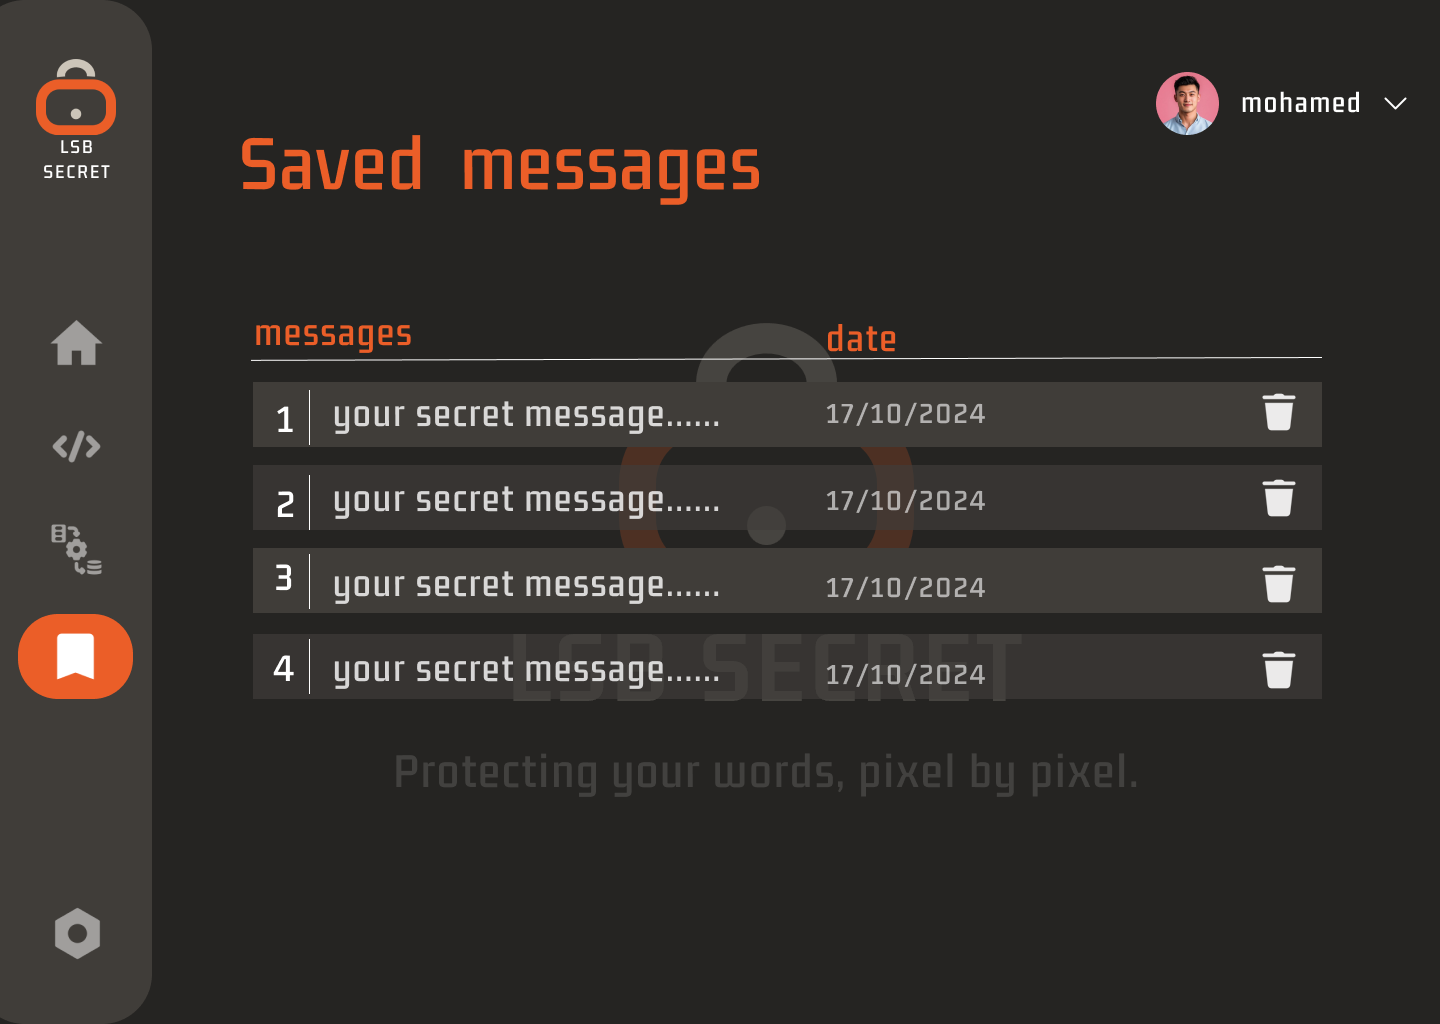 LSB
SECRET
mohamed
Saved messages
messages date
1 your secret message...... 17/10/2024
2 your secret message...... 17/10/2024
3 your secret message...... 17/10/2024
4 your secret message...... 17/10/2024
LSB SECRET
Protecting your words, pixel by pixel.